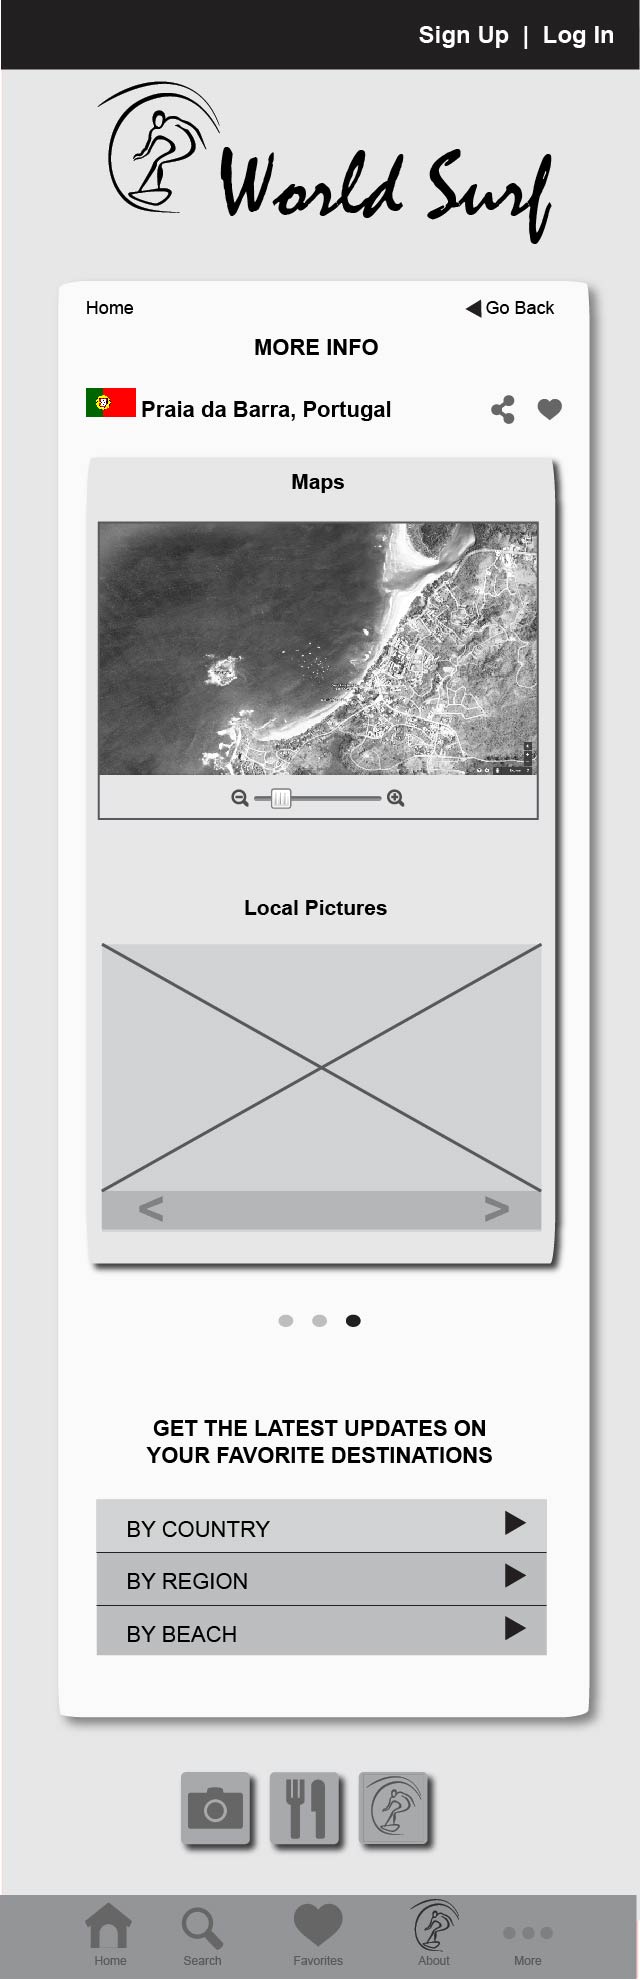 Sign Up | Log In
World Surf
Home
Go Back
MORE INFO
Praia da Barra, Portugal
Maps
Local Pictures
< >
GET THE LATEST UPDATES ON
YOUR FAVORITE DESTINATIONS
BY COUNTRY
BY REGION
BY BEACH
Home Search Favorites About More